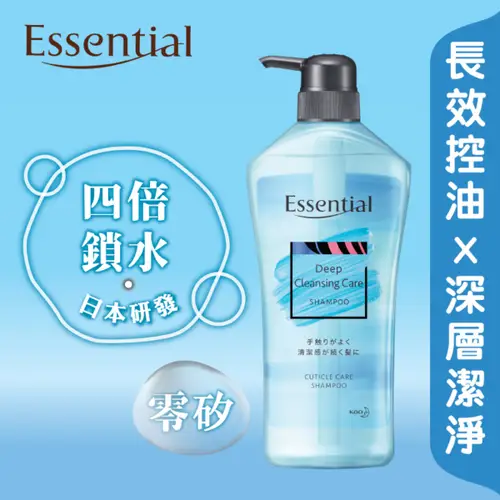 Essential
四倍
鎖水
日本研發
零矽
長效控油x深層潔淨
Essential
Deep
Cleansing Care
SHAMPOO
手触りがよく
清潔感が続く髪に
CUTICLE CARE
SHAMPOO
Kao